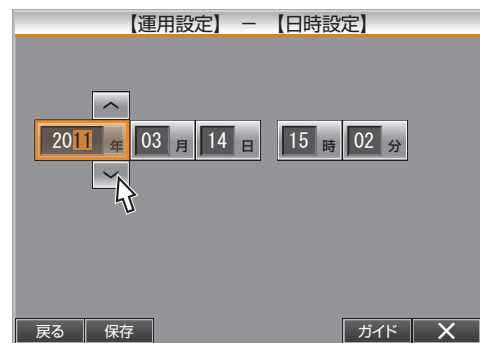 【運用設定】 － 【日時設定】
2011 年 03 月 14 日 15 時 02 分
戻る 保存 ガイド ×